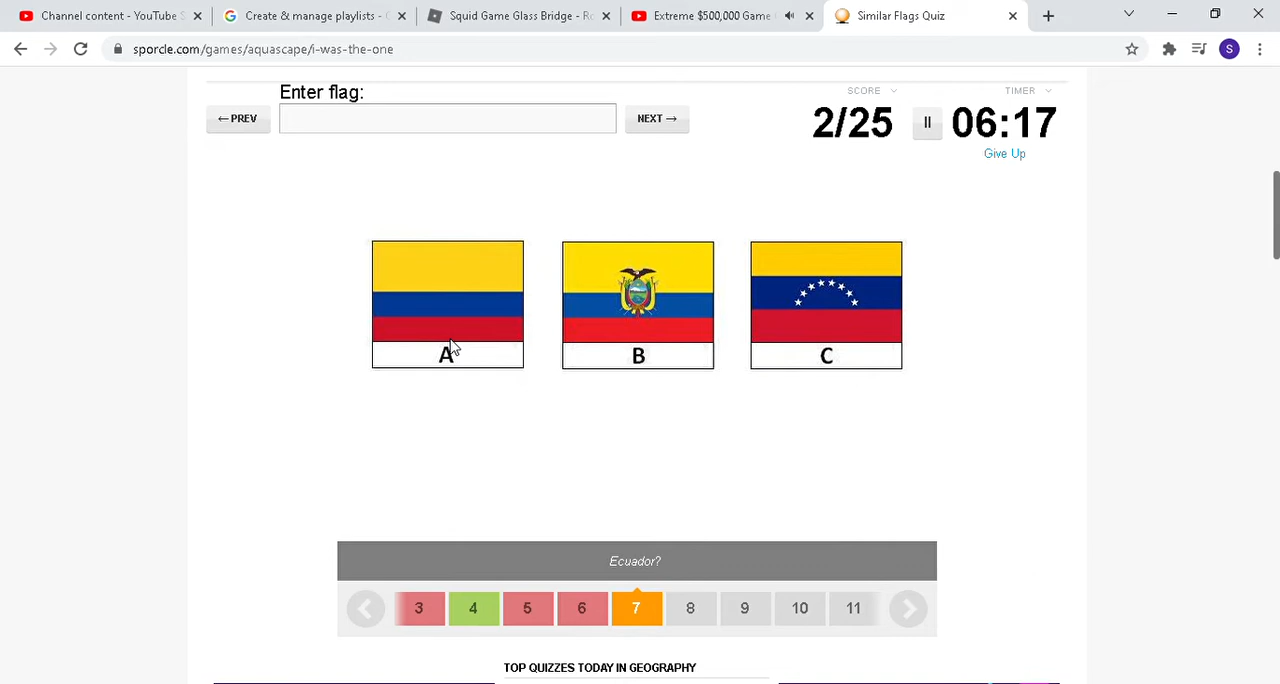 Channel content - YouTube S
Create & manage playlists - G
Squid Game Glass Bridge - Ro
Extreme $500,000 Game
Similar Flags Quiz
sporcle.com/games/aquascape/i-was-the-one
S
Enter flag:
← PREV
NEXT →
SCORE
2/25
TIMER
06:17
Give Up
A
B
C
Ecuador?
3 4 5 6 7 8 9 10 11
TOP QUIZZES TODAY IN GEOGRAPHY